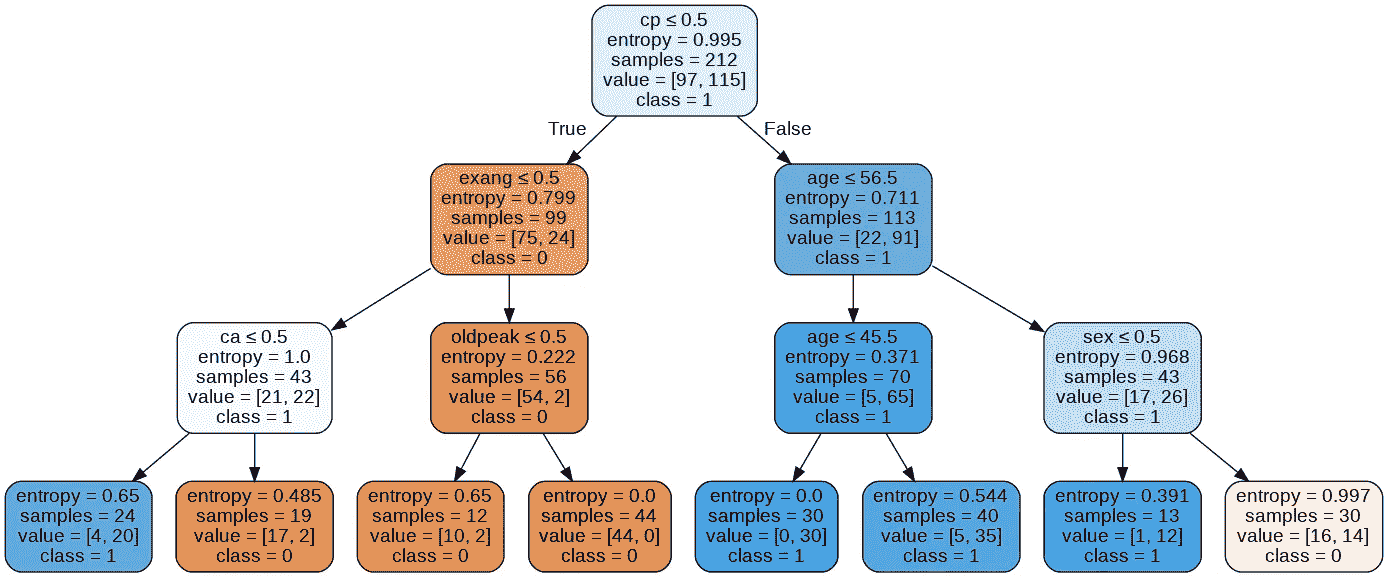 cp ≤ 0.5
entropy = 0.995
samples = 212
value = [97, 115]
class = 1
True
False
exang ≤ 0.5
entropy = 0.799
samples = 99
value = [75, 24]
class = 0
age ≤ 56.5
entropy = 0.711
samples = 113
value = [22, 91]
class = 1
ca ≤ 0.5
entropy = 1.0
samples = 43
value = [21, 22]
class = 1
oldpeak ≤ 0.5
entropy = 0.222
samples = 56
value = [54, 2]
class = 0
age ≤ 45.5
entropy = 0.371
samples = 70
value = [5, 65]
class = 1
sex ≤ 0.5
entropy = 0.968
samples = 43
value = [17, 26]
class = 1
entropy = 0.65
samples = 24
value = [4, 20]
class = 1
entropy = 0.485
samples = 19
value = [17, 2]
class = 0
entropy = 0.65
samples = 12
value = [10, 2]
class = 0
entropy = 0.0
samples = 44
value = [44, 0]
class = 0
entropy = 0.0
samples = 30
value = [0, 30]
class = 1
entropy = 0.544
samples = 40
value = [5, 35]
class = 1
entropy = 0.391
samples = 13
value = [1, 12]
class = 1
entropy = 0.997
samples = 30
value = [16, 14]
class = 0